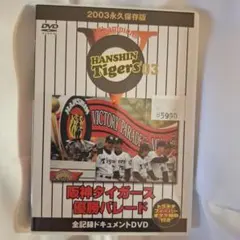 2003永久保存版
HANSHIN
Tigers 03
VICTORY PARADE
¥5980
阪神タイガース
優勝パレード
全記録ドキュメントDVD